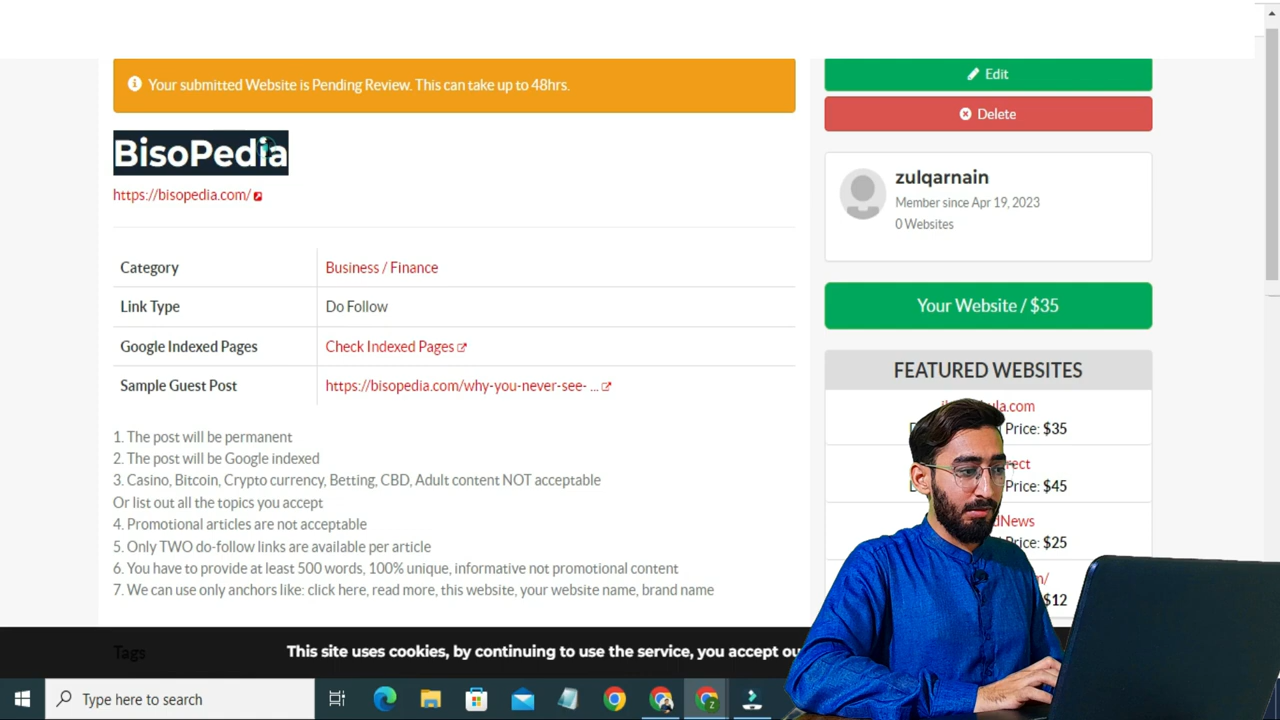 Your submitted Website is Pending Review. This can take up to 48hrs.
Edit
Delete
BisoPedia
https://bisopedia.com/
zulqarnain
Member since Apr 19, 2023
0 Websites
Category
Business / Finance
Link Type
Do Follow
Your Website / $35
Google Indexed Pages
Check Indexed Pages
Sample Guest Post
https://bisopedia.com/why-you-never-see- ...
FEATURED WEBSITES
.com
Price: $35
Price: $45
Price: $25
$12
1. The post will be permanent
2. The post will be Google indexed
3. Casino, Bitcoin, Crypto currency, Betting, CBD, Adult content NOT acceptable
Or list out all the topics you accept
4. Promotional articles are not acceptable
5. Only TWO do-follow links are available per article
6. You have to provide at least 500 words, 100% unique, informative not promotional content
7. We can use only anchors like: click here, read more, this website, your website name, brand name
Tags
This site uses cookies, by continuing to use the service, you accept
Type here to search